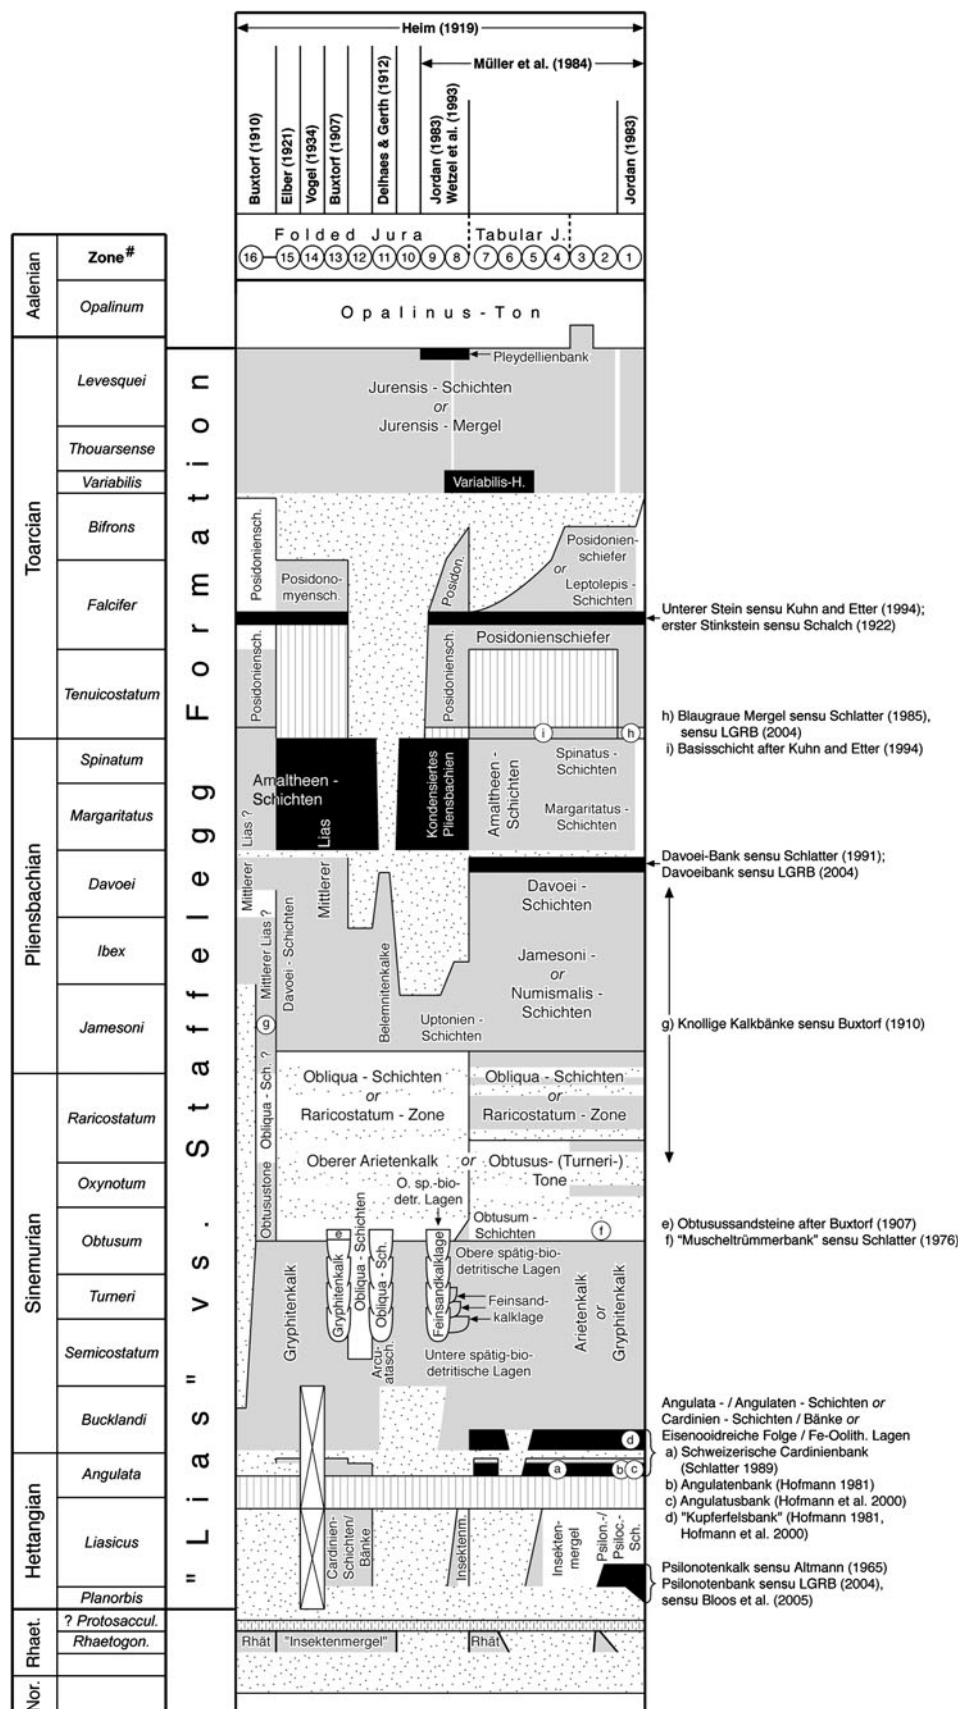 Heim (1919)
Müller et al. (1984)
Buxtorf (1910)
Elber (1921)
Vogel (1934)
Buxtorf (1907)
Delhaes & Gerth (1912)
Jordan (1983)
Wetzel et al. (1993)
Jordan (1983)
Folded Jura
Tabular J.
Zone#
16
15
14
13
12
11
10
9
8
7
6
5
4
3
2
1
Aalenian
Opalinum
Opalinus-Ton
Toarcian
Levesquei
Thouarsense
Variabilis
Bifrons
Falcifer
Tenuicostatum
Pliensbachian
Spinatum
Margaritatus
Davoei
Ibex
Jamesoni
Sinemurian
Raricostatum
Oxynotum
Obtusum
Turneri
Semicostatum
Bucklandi
Hettangian
Angulata
Liasicus
Planorbis
Rhaet.
? Protosaccul.
Rhaetogon.
Nor.
"Lias" vs. Staffelegg Formation
Pleydellienbank
Jurensis - Schichten
or
Jurensis - Mergel
Variabilis-H.
Posidoniensch.
Posidono-
myensch.
Posidon.
Posidonien-
schiefer
or
Leptolepis -
Schichten
Unterer Stein sensu Kuhn and Etter (1994);
erster Stinkstein sensu Schalch (1922)
Posidoniensch.
Posidoniensch.
Posidonienschiefer
i
h
h) Blaugraue Mergel sensu Schlatter (1985),
sensu LGRB (2004)
i) Basisschicht after Kuhn and Etter (1994)
Amaltheen -
Schichten
Mittlerer Lias ?
Mittlerer Lias
Kondensiertes
Pliensbachien
Amaltheen -
Schichten
Spinatus -
Schichten
Margaritatus -
Schichten
Davoei-Bank sensu Schlatter (1991);
Davoeibank sensu LGRB (2004)
Mittlerer Lias ?
Davoei - Schichten
Belemnitenkalke
Davoei -
Schichten
Jamesoni -
or
Numismalis -
Schichten
Uptonien -
Schichten
g
g) Knollige Kalkbänke sensu Buxtorf (1910)
Obliqua - Sch. ?
Obliqua - Schichten
or
Raricostatum - Zone
Obliqua - Schichten
or
Raricostatum - Zone
Obtusustone
Oberer Arietenkalk or Obtusus- (Turneri-)
Tone
O. sp.-bio-
detr. Lagen
Obtusum -
Schichten
f
e) Obtusussandsteine after Buxtorf (1907)
f) "Muscheltrümmerbank" sensu Schlatter (1976)
Gryphitenkalk
e
Gryphitenkalk
Obliqua - Schichten
Obliqua - Sch.
Arcu-
atasch.
Feinsandkalklage
Obere spätig-bio-
detritische Lagen
Feinsand-
kalklage
Untere spätig-bio-
detritische Lagen
Arietenkalk
or
Gryphitenkalk
d
a
b
c
Angulata - / Angulaten - Schichten or
Cardinien - Schichten / Bänke or
Eisenooidreiche Folge / Fe-Oolith. Lagen
a) Schweizerische Cardinienbank
(Schlatter 1989)
b) Angulatenbank (Hofmann 1981)
c) Angulatusbank (Hofmann et al. 2000)
d) "Kupferfelsbank" (Hofmann 1981,
Hofmann et al. 2000)
Cardinien-
Schichten/
Bänke
Insektenm.
Insekten-
mergel
Psilon.-/
Psiloc.-
Sch.
Psilonotenkalk sensu Altmann (1965)
Psilonotenbank sensu LGRB (2004),
sensu Bloos et al. (2005)
Rhät
"Insektenmergel"
Rhät